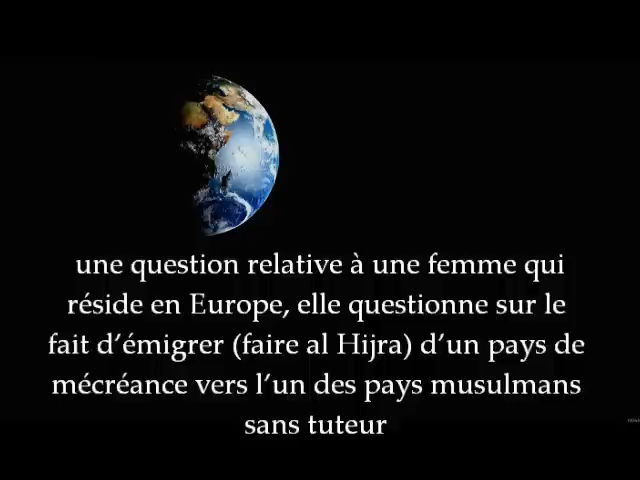 une question relative à une femme qui
réside en Europe, elle questionne sur le
fait d’émigrer (faire al Hijra) d’un pays de
mécréance vers l’un des pays musulmans
sans tuteur